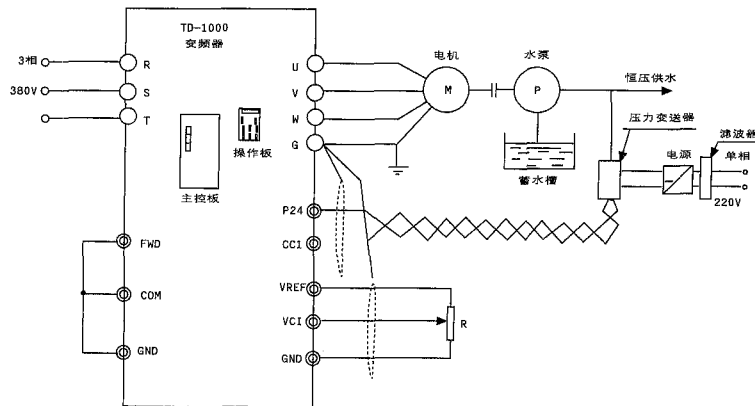 TD-1000
变频器
3相
R
380V
S
T
U
V
W
G
电机
M
水泵
P
恒压供水
压力变送器
滤波器
电源
单相
220V
蓄水槽
操作板
主控板
P24
CC1
FWD
COM
GND
VREF
VCI
GND
R